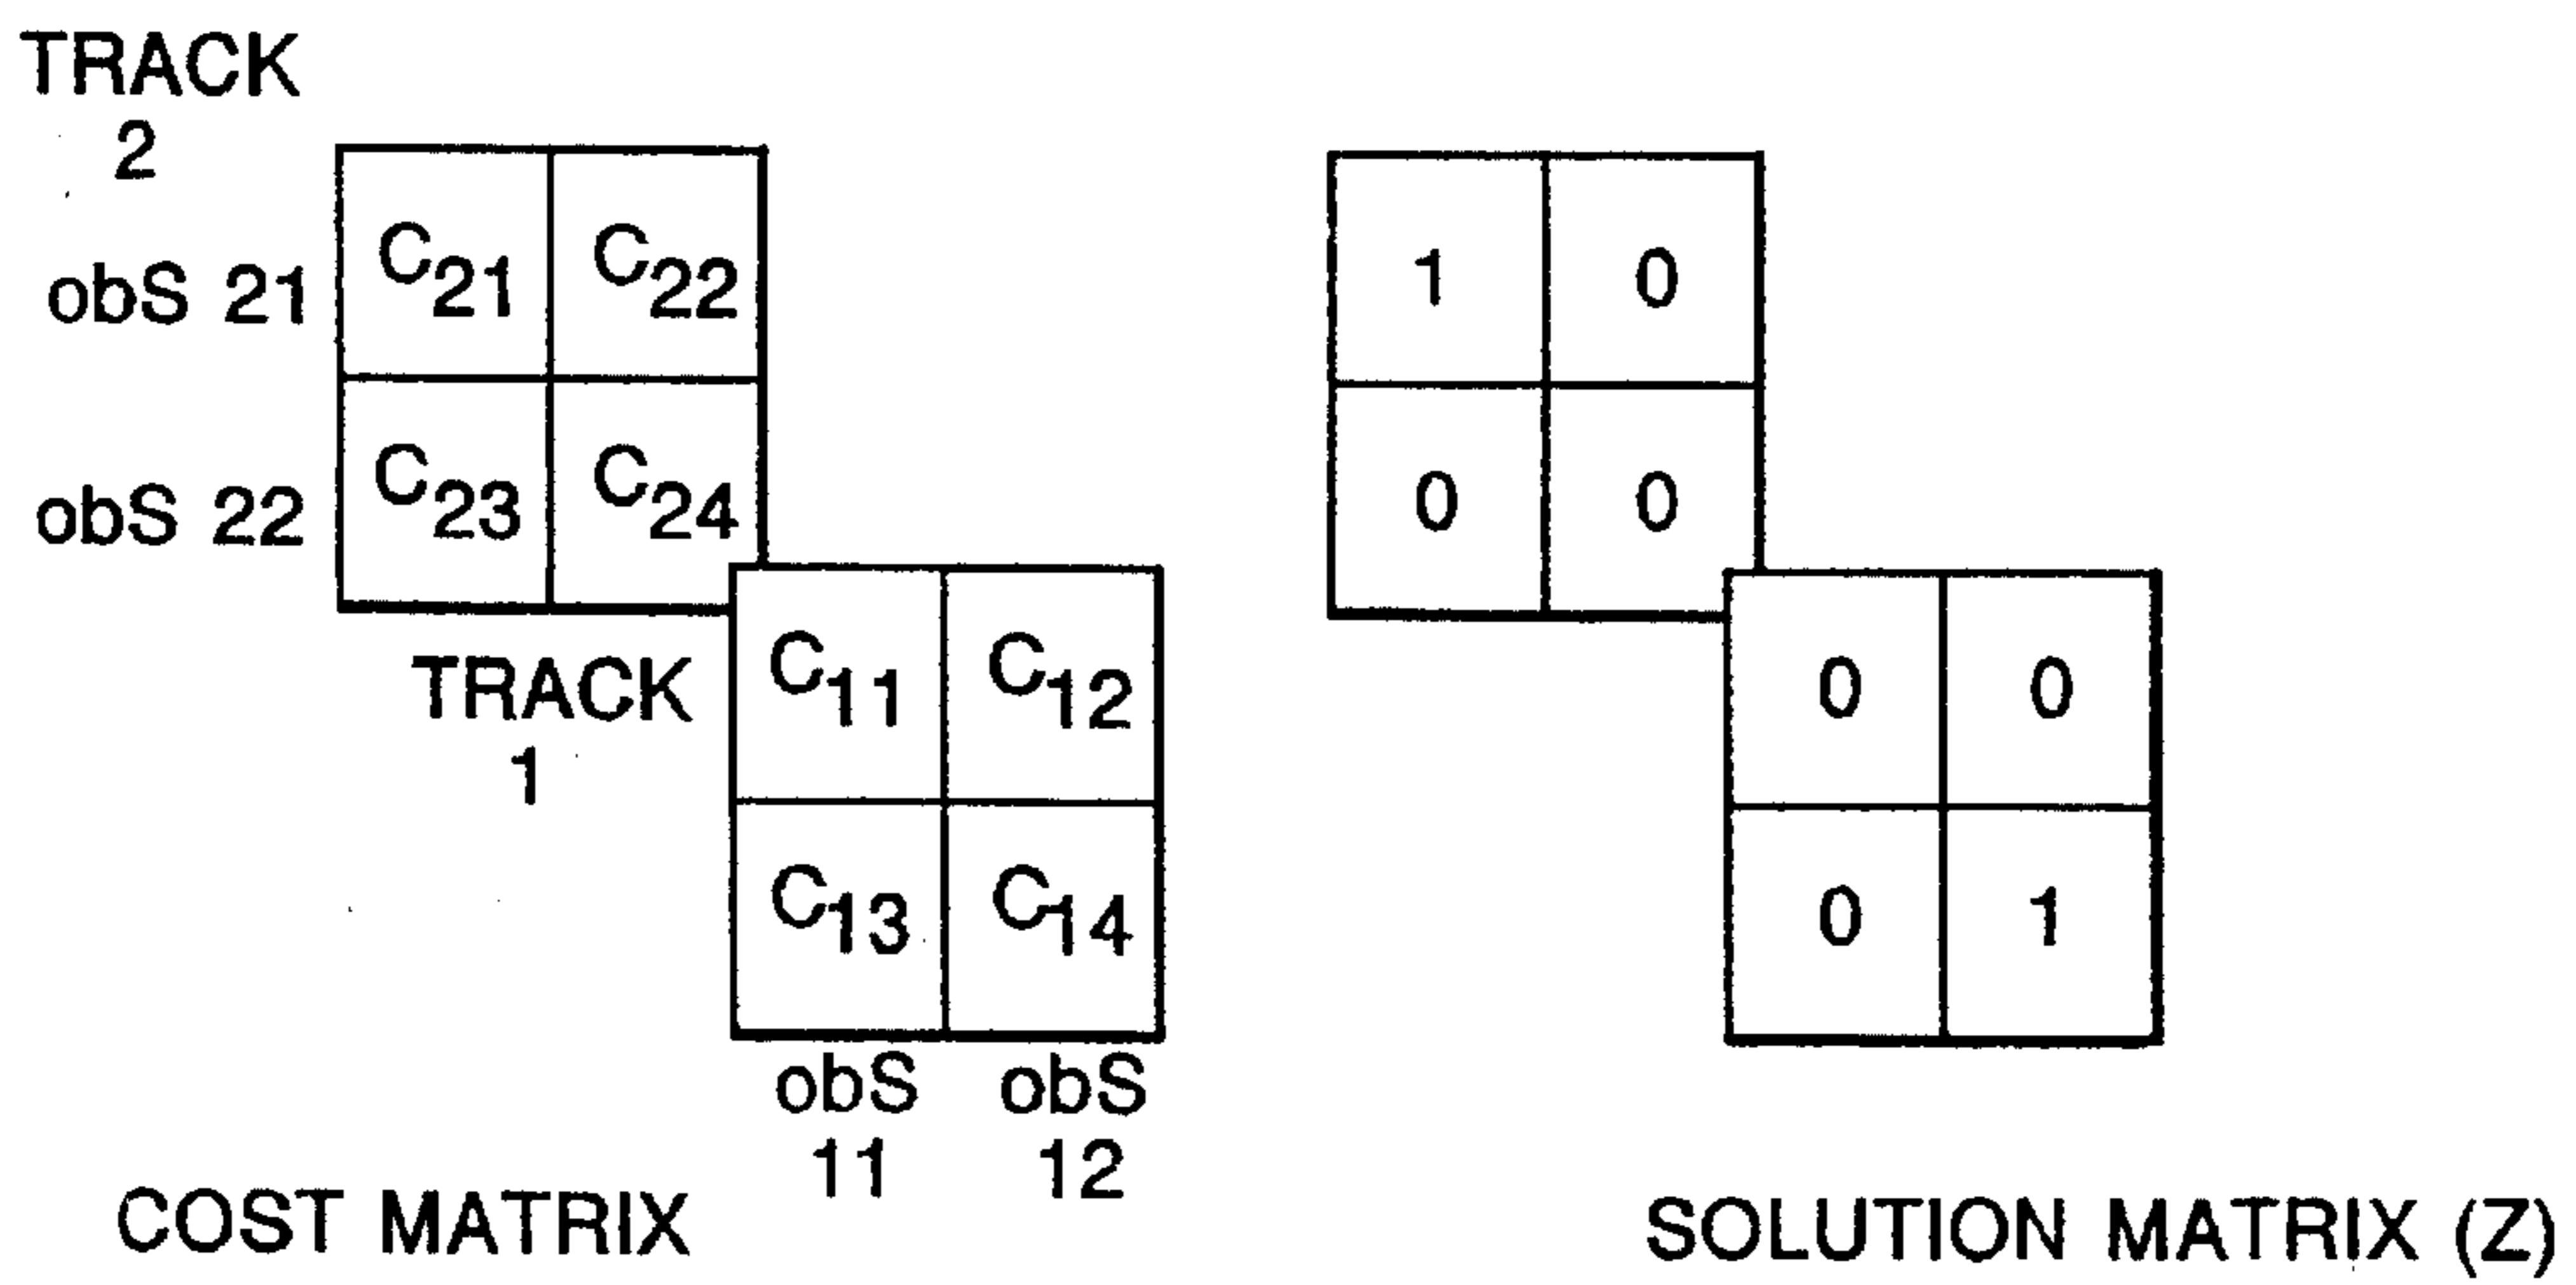 TRACK
2
obS 21
obS 22
C21 C22
C23 C24
TRACK
1
C11 C12
C13 C14
obS 11
obS 12
COST MATRIX
1 0
0 0
0 0
0 1
SOLUTION MATRIX (Z)